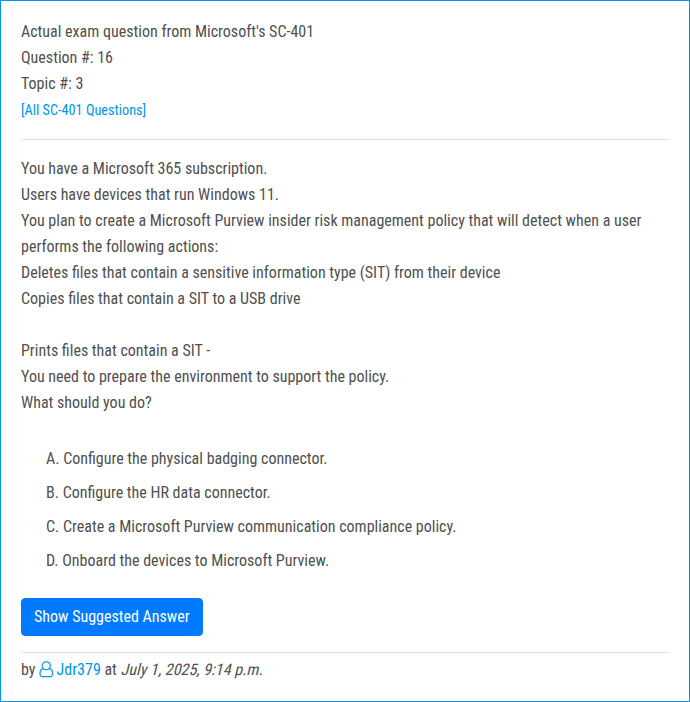 Actual exam question from Microsoft's SC-401
Question #: 16
Topic #: 3
[All SC-401 Questions]
You have a Microsoft 365 subscription.
Users have devices that run Windows 11.
You plan to create a Microsoft Purview insider risk management policy that will detect when a user
performs the following actions:
Deletes files that contain a sensitive information type (SIT) from their device
Copies files that contain a SIT to a USB drive
Prints files that contain a SIT -
You need to prepare the environment to support the policy.
What should you do?
A. Configure the physical badging connector.
B. Configure the HR data connector.
C. Create a Microsoft Purview communication compliance policy.
D. Onboard the devices to Microsoft Purview.
Show Suggested Answer
by Jdr379 at July 1, 2025, 9:14 p.m.